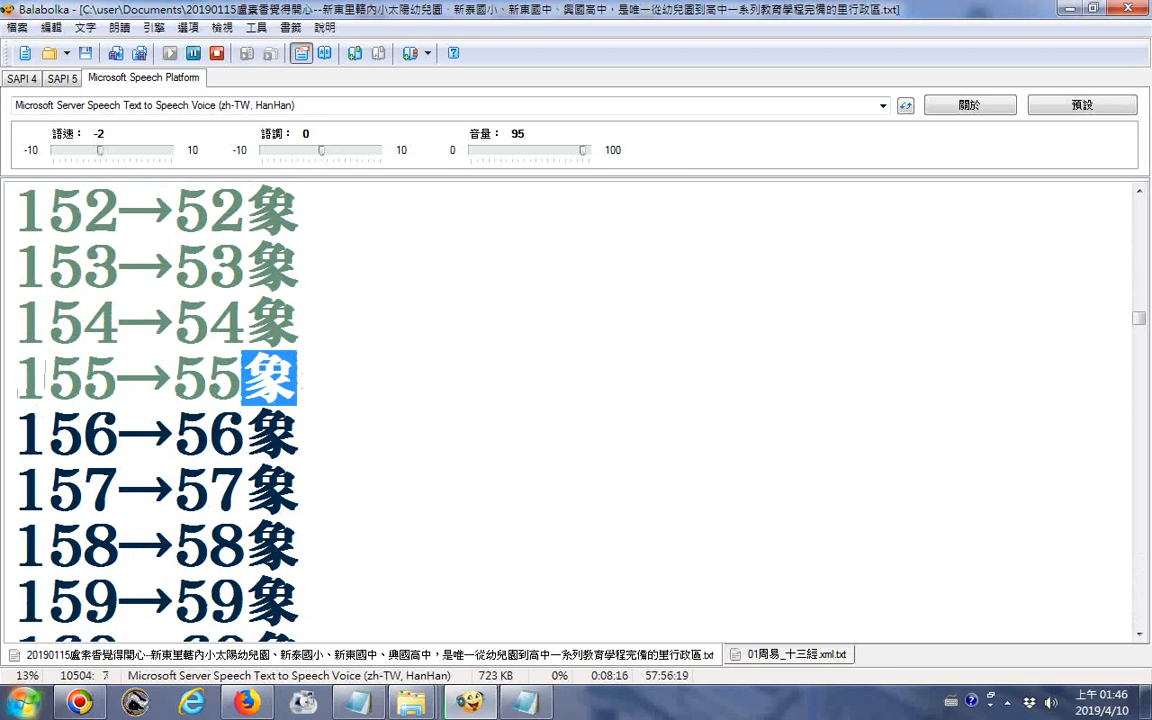 Balabolka - [C:\user\Documents\20190115盧素香覺得開心--新東里轄內小太陽幼兒園、新泰國小、新東國中、興國高中，是唯一從幼兒園到高中一系列教育學程完備的里行政區.txt]
檔案 編輯 文字 朗讀 引擎 選項 檢視 工具 書籤 說明
SAPI 4 SAPI 5 Microsoft Speech Platform
Microsoft Server Speech Text to Speech Voice (zh-TW, HanHan) 關於 預設
語速： -2 語調： 0 音量： 95
-10 10 -10 10 0 100
152→52象
153→53象
154→54象
155→55象
156→56象
157→57象
158→58象
159→59象
20190115盧素香覺得開心--新東里轄內小太陽幼兒園、新泰國小、新東國中、興國高中，是唯一從幼兒園到高中一系列教育學程完備的里行政區.txt 01周易_十三經.xml.txt
13% 10504: 7 Microsoft Server Speech Text to Speech Voice (zh-TW, HanHan) 723 KB 0% 0:08:16 57:56:19
上午 01:46
2019/4/10